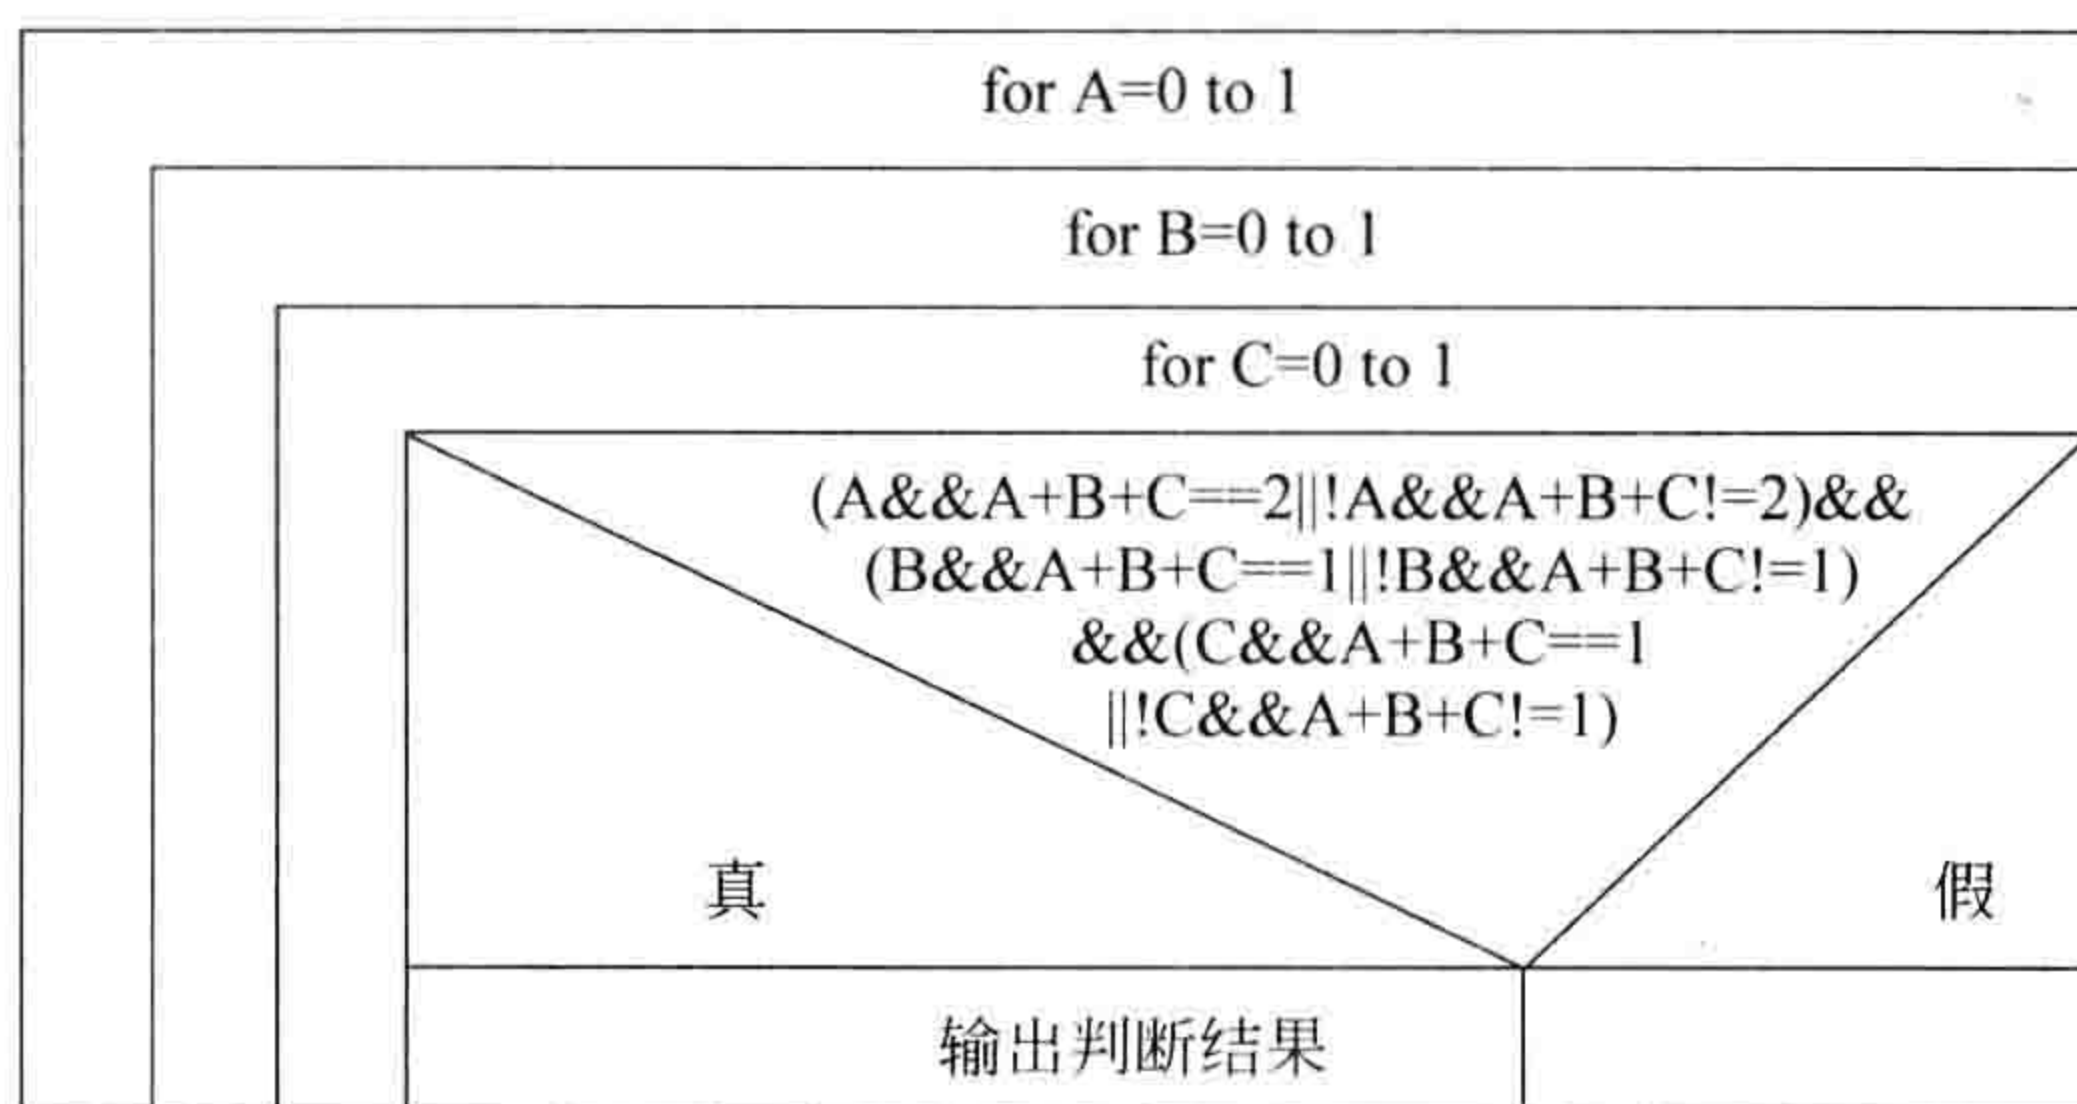 for A=0 to 1
for B=0 to 1
for C=0 to 1
(A&&A+B+C==2||!A&&A+B+C!=2)&&
(B&&A+B+C==1||!B&&A+B+C!=1)
&&(C&&A+B+C==1
||!C&&A+B+C!=1)
真
假
输出判断结果